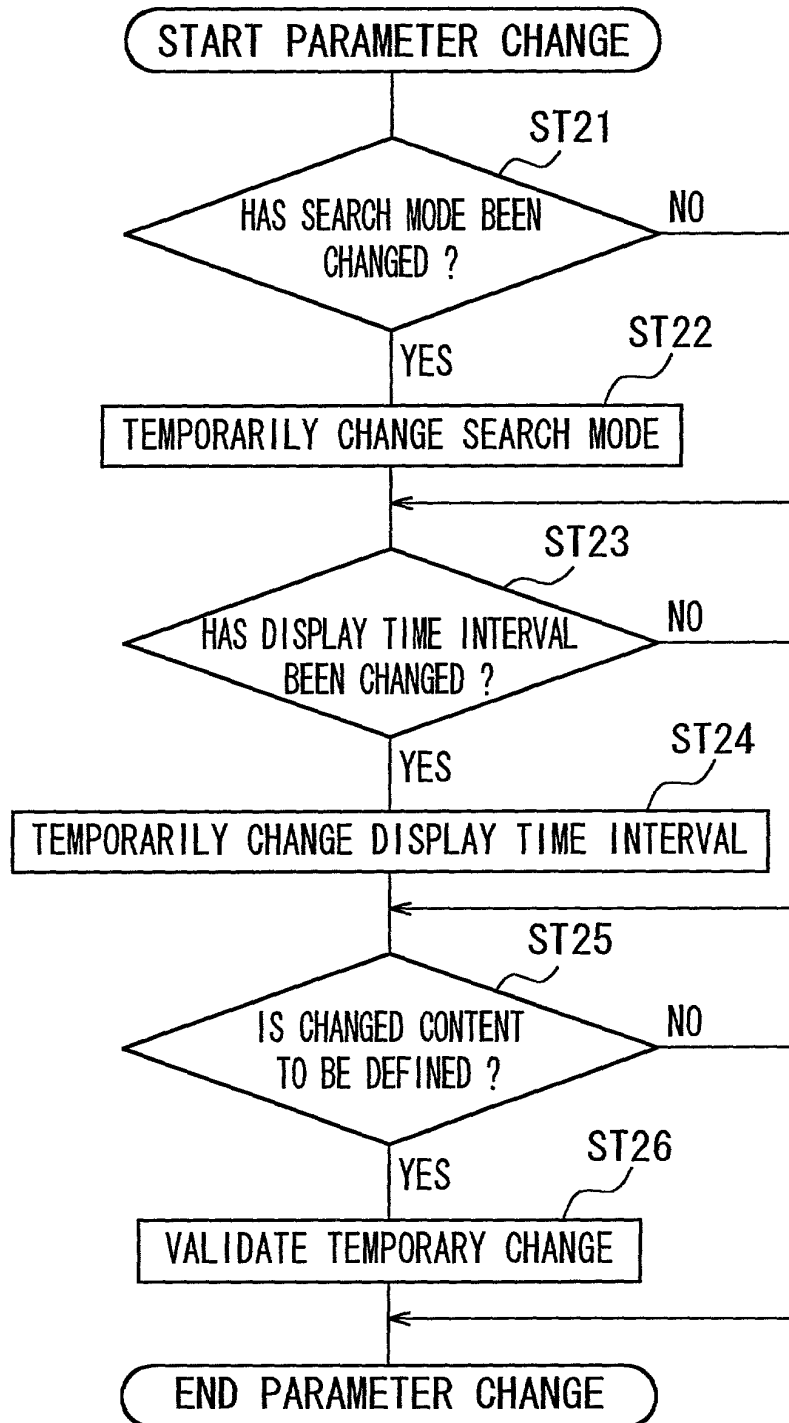 START PARAMETER CHANGE
ST21
HAS SEARCH MODE BEEN
CHANGED ?
NO
YES
ST22
TEMPORARILY CHANGE SEARCH MODE
ST23
HAS DISPLAY TIME INTERVAL
BEEN CHANGED ?
NO
YES
ST24
TEMPORARILY CHANGE DISPLAY TIME INTERVAL
ST25
IS CHANGED CONTENT
TO BE DEFINED ?
NO
YES
ST26
VALIDATE TEMPORARY CHANGE
END PARAMETER CHANGE